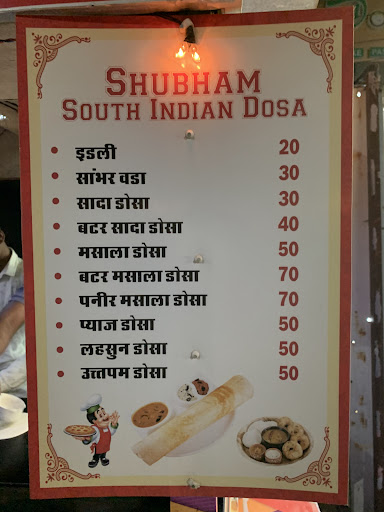 SHUBHAM
SOUTH INDIAN DOSA
• इडली 20
• सांभर वडा 30
• सादा डोसा 30
• बटर सादा डोसा 40
• मसाला डोसा 50
• बटर मसाला डोसा 70
• पनीर मसाला डोसा 70
• प्याज डोसा 50
• लहसुन डोसा 50
• उत्तपम डोसा 50